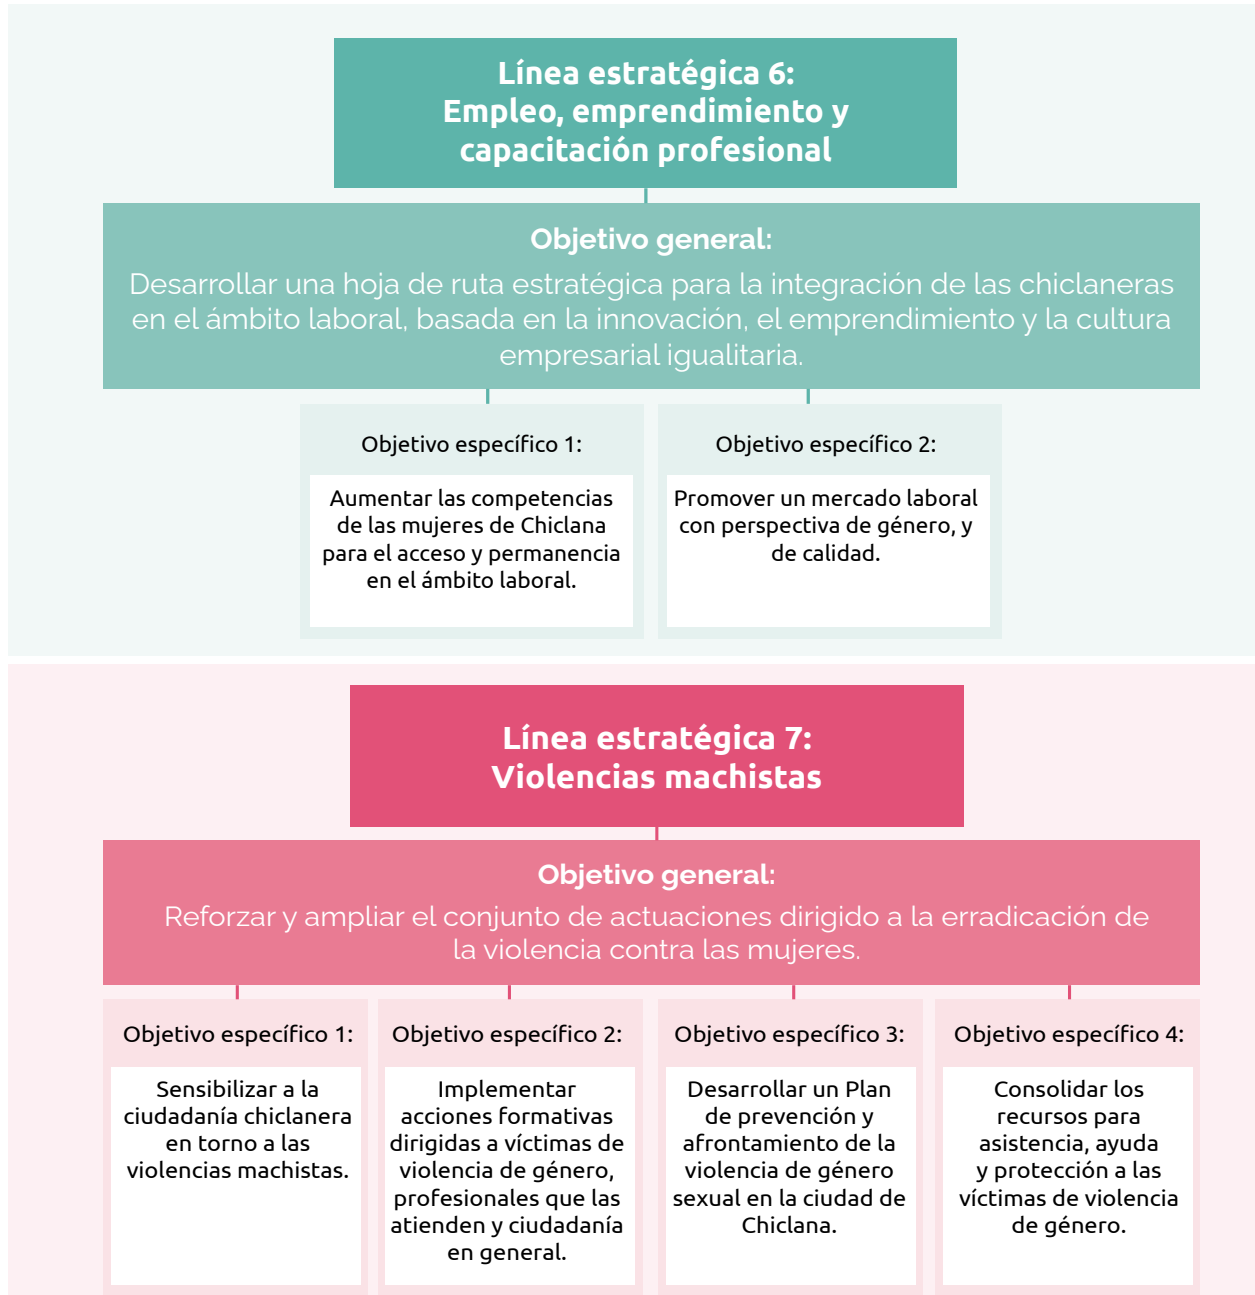 Línea estratégica 6:
Empleo, emprendimiento y
capacitación profesional
Objetivo general:
Desarrollar una hoja de ruta estratégica para la integración de las chiclaneras
en el ámbito laboral, basada en la innovación, el emprendimiento y la cultura
empresarial igualitaria.
Objetivo específico 1:
Aumentar las competencias
de las mujeres de Chiclana
para el acceso y permanencia
en el ámbito laboral.
Objetivo específico 2:
Promover un mercado laboral
con perspectiva de género, y
de calidad.
Línea estratégica 7:
Violencias machistas
Objetivo general:
Reforzar y ampliar el conjunto de actuaciones dirigido a la erradicación de
la violencia contra las mujeres.
Objetivo específico 1:
Sensibilizar a la
ciudadanía chiclanera
en torno a las
violencias machistas.
Objetivo específico 2:
Implementar
acciones formativas
dirigidas a víctimas de
violencia de género,
profesionales que las
atienden y ciudadanía
en general.
Objetivo específico 3:
Desarrollar un Plan
de prevención y
afrontamiento de la
violencia de género
sexual en la ciudad de
Chiclana.
Objetivo específico 4:
Consolidar los
recursos para
asistencia, ayuda
y protección a las
víctimas de violencia
de género.